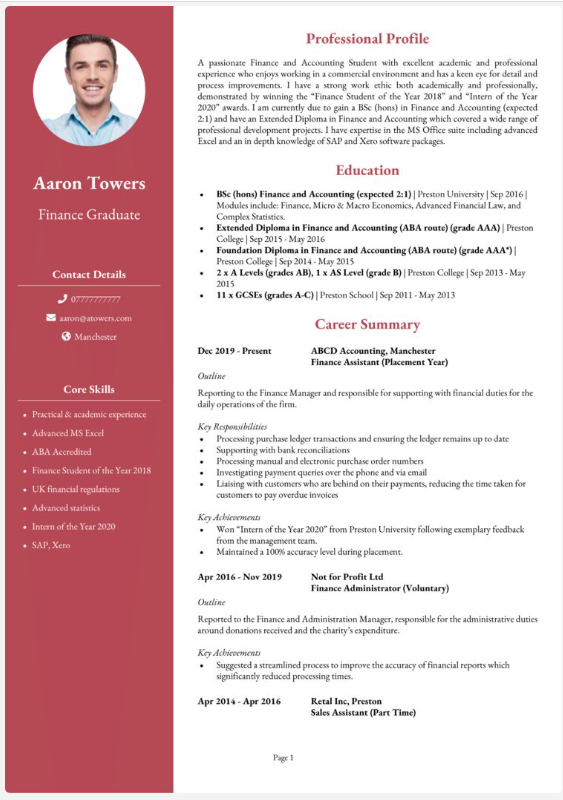 Aaron Towers
Finance Graduate
Contact Details
07777777777
aaron@atowers.com
Manchester
Core Skills
• Practical & academic experience
• Advanced MS Excel
• ABA Accredited
• Finance Student of the Year 2018
• UK financial regulations
• Advanced statistics
• Intern of the Year 2020
• SAP, Xero
Professional Profile
A passionate Finance and Accounting Student with excellent academic and professional
experience who enjoys working in a commercial environment and has a keen eye for detail and
process improvements. I have a strong work ethic both academically and professionally,
demonstrated by winning the “Finance Student of the Year 2018” and “Intern of the Year
2020” awards. I am currently due to gain a BSc (hons) in Finance and Accounting (expected
2:1) and have an Extended Diploma in Finance and Accounting which covered a wide range of
professional development projects. I have expertise in the MS Office suite including advanced
Excel and an in depth knowledge of SAP and Xero software packages.
Education
• BSc (hons) Finance and Accounting (expected 2:1) | Preston University | Sep 2016 |
Modules include: Finance, Micro & Macro Economics, Advanced Financial Law, and
Complex Statistics.
• Extended Diploma in Finance and Accounting (ABA route) (grade AAA) | Preston
College | Sep 2015 - May 2016
• Foundation Diploma in Finance and Accounting (ABA route) (grade AAA*) |
Preston College | Sep 2014 - May 2015
• 2 x A Levels (grades AB), 1 x AS Level (grade B) | Preston College | Sep 2013 - May
2015
• 11 x GCSEs (grades A-C) | Preston School | Sep 2011 - May 2013
Career Summary
Dec 2019 - Present ABCD Accounting, Manchester
Finance Assistant (Placement Year)
Outline
Reporting to the Finance Manager and responsible for supporting with financial duties for the
daily operations of the firm.
Key Responsibilities
• Processing purchase ledger transactions and ensuring the ledger remains up to date
• Supporting with bank reconciliations
• Processing manual and electronic purchase order numbers
• Investigating payment queries over the phone and via email
• Liaising with customers who are behind on their payments, reducing the time taken for
customers to pay overdue invoices
Key Achievements
• Won “Intern of the Year 2020” from Preston University following exemplary feedback
from the management team.
• Maintained a 100% accuracy level during placement.
Apr 2016 - Nov 2019 Not for Profit Ltd
Finance Administrator (Voluntary)
Outline
Reported to the Finance and Administration Manager, responsible for the administrative duties
around donations received and the charity’s expenditure.
Key Achievements
• Suggested a streamlined process to improve the accuracy of financial reports which
significantly reduced processing times.
Apr 2014 - Apr 2016 Retal Inc, Preston
Sales Assistant (Part Time)
Page 1